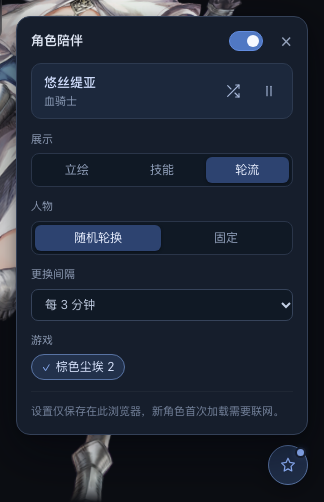 角色陪伴
悠丝缇亚
血骑士
展示
立绘
技能
轮流
人物
随机轮换
固定
更换间隔
每 3 分钟
游戏
棕色尘埃 2
设置仅保存在此浏览器，新角色首次加载需要联网。